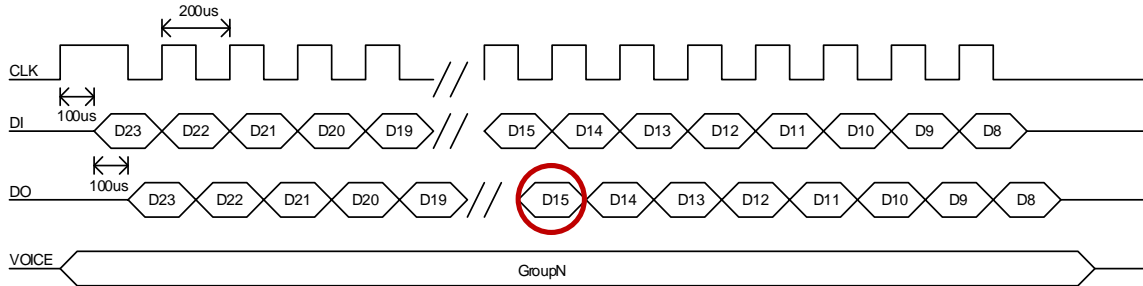 200us
CLK
100us
DI D23 D22 D21 D20 D19 D15 D14 D13 D12 D11 D10 D9 D8
100us
DO D23 D22 D21 D20 D19 D15 D14 D13 D12 D11 D10 D9 D8
VOICE GroupN